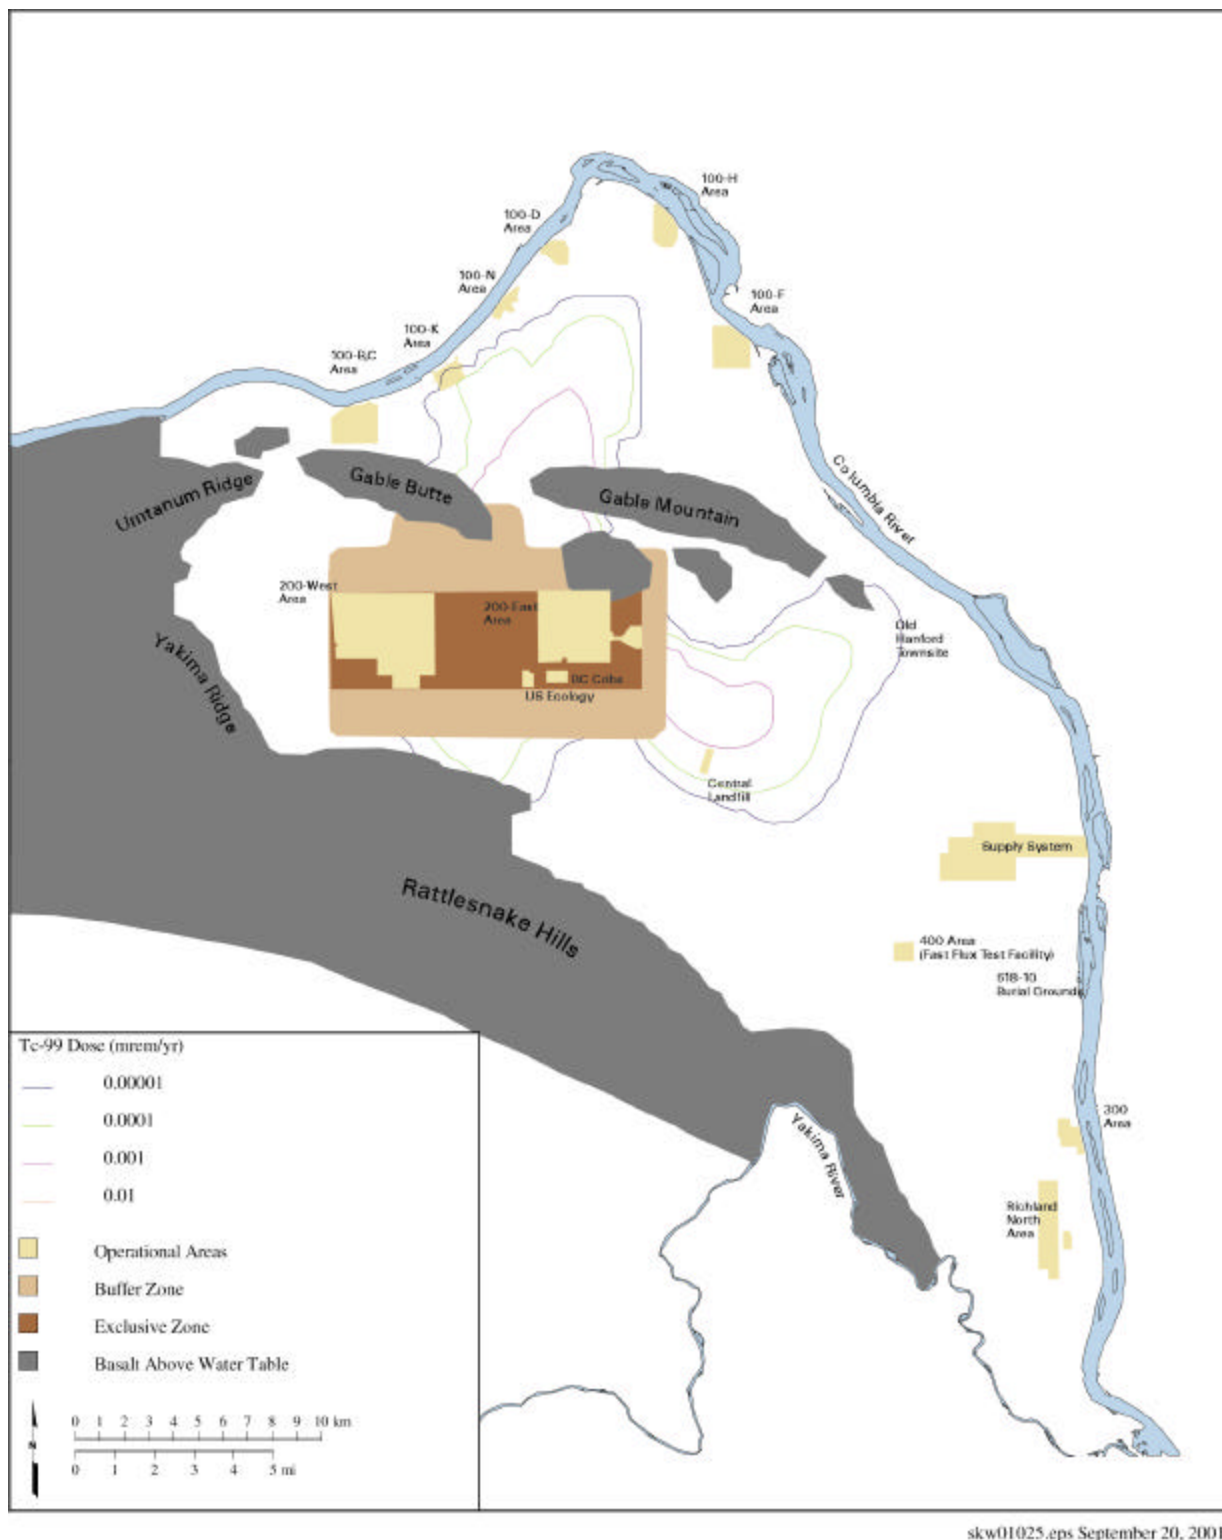 100-H
Area
100-D
Area
100-N
Area
100-F
Area
100-K
Area
100-B,C
Area
Columbia River
Umtanum Ridge
Gable Butte
Gable Mountain
200-West
Area
200-East
Area
Old
Hanford
Townsite
Yakima Ridge
BC Cribs
US Ecology
Central
Landfill
Supply System
Rattlesnake Hills
400 Area
(Fast Flux Test Facility)
618-10
Burial Grounds
Tc-99 Dose (mrem/yr)
0.00001
0.0001
0.001
0.01
300
Area
Yakima River
Richland
North
Area
Operational Areas
Buffer Zone
Exclusive Zone
Basalt Above Water Table
N
0 1 2 3 4 5 6 7 8 9 10 km
0 1 2 3 4 5 mi
skw01025.eps September 20, 2001